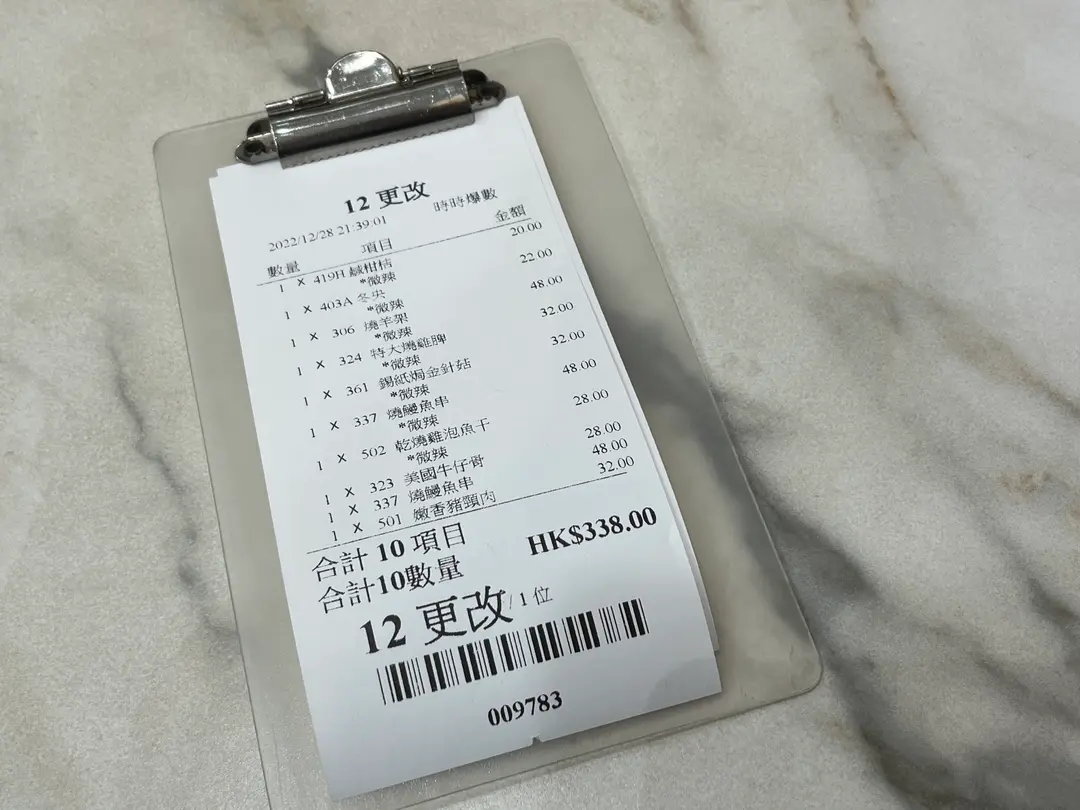 12 更改
2022/12/28 21:39:01 時時爆數
數量 項目 金額
1 X 419H 鹹柑桔 20.00
*微辣
1 X 403A 冬央 22.00
*微辣
1 X 306 燒羊架 48.00
*微辣
1 X 324 特大燒雞脾 32.00
*微辣
1 X 361 錫紙焗金針菇 32.00
*微辣
1 X 337 燒鰻魚串 48.00
*微辣
1 X 502 乾燒雞泡魚干 28.00
*微辣
1 X 323 美國牛仔骨 28.00
1 X 337 燒鰻魚串 48.00
1 X 501 嫩香豬頸肉 32.00
合計 10 項目 HK$338.00
合計10數量
12 更改/1 位
009783